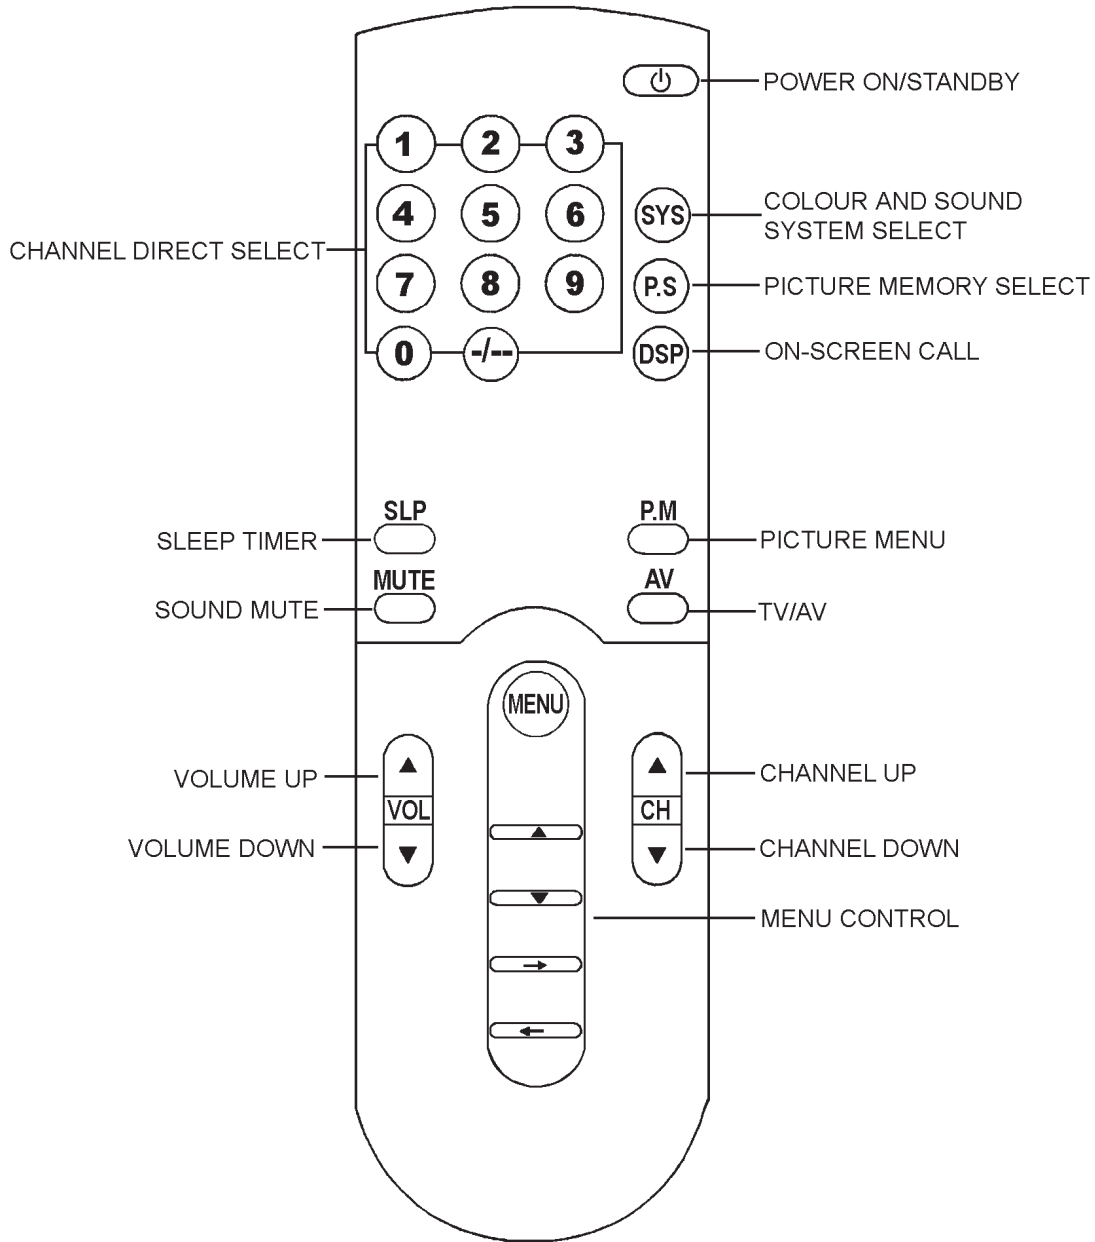 POWER ON/STANDBY
1 2 3
4 5 6 SYS
COLOUR AND SOUND
SYSTEM SELECT
CHANNEL DIRECT SELECT
7 8 9 P.S PICTURE MEMORY SELECT
0 -/-- DSP ON-SCREEN CALL
SLP P.M
SLEEP TIMER PICTURE MENU
MUTE AV
SOUND MUTE TV/AV
MENU
VOLUME UP CHANNEL UP
VOL CH
VOLUME DOWN CHANNEL DOWN
MENU CONTROL